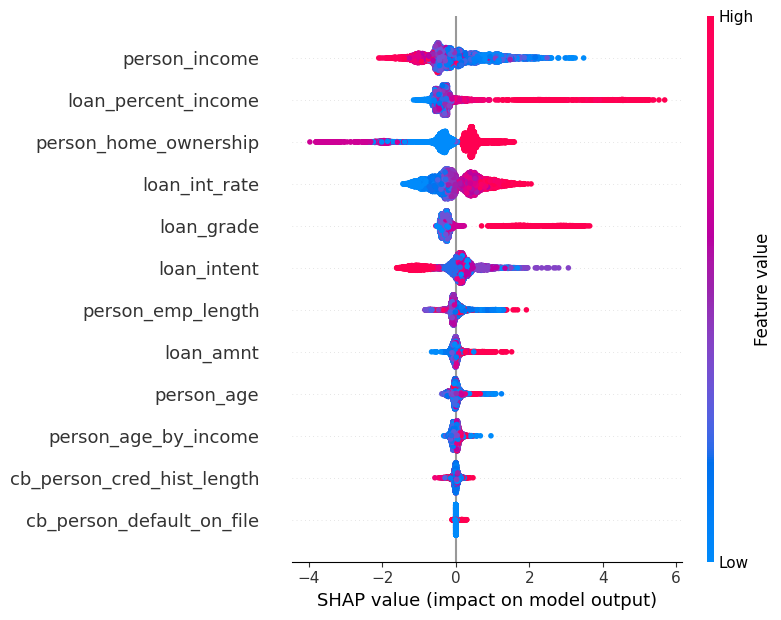 High
person_income
loan_percent_income
person_home_ownership
loan_int_rate
loan_grade
loan_intent
person_emp_length
loan_amnt
person_age
person_age_by_income
cb_person_cred_hist_length
cb_person_default_on_file
Feature value
Low
−4 −2 0 2 4 6
SHAP value (impact on model output)